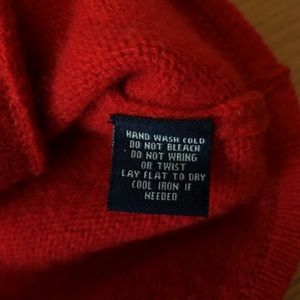 HAND WASH COLD
DO NOT BLEACH
DO NOT WRING
OR TWIST
LAY FLAT TO DRY
COOL IRON IF
NEEDED